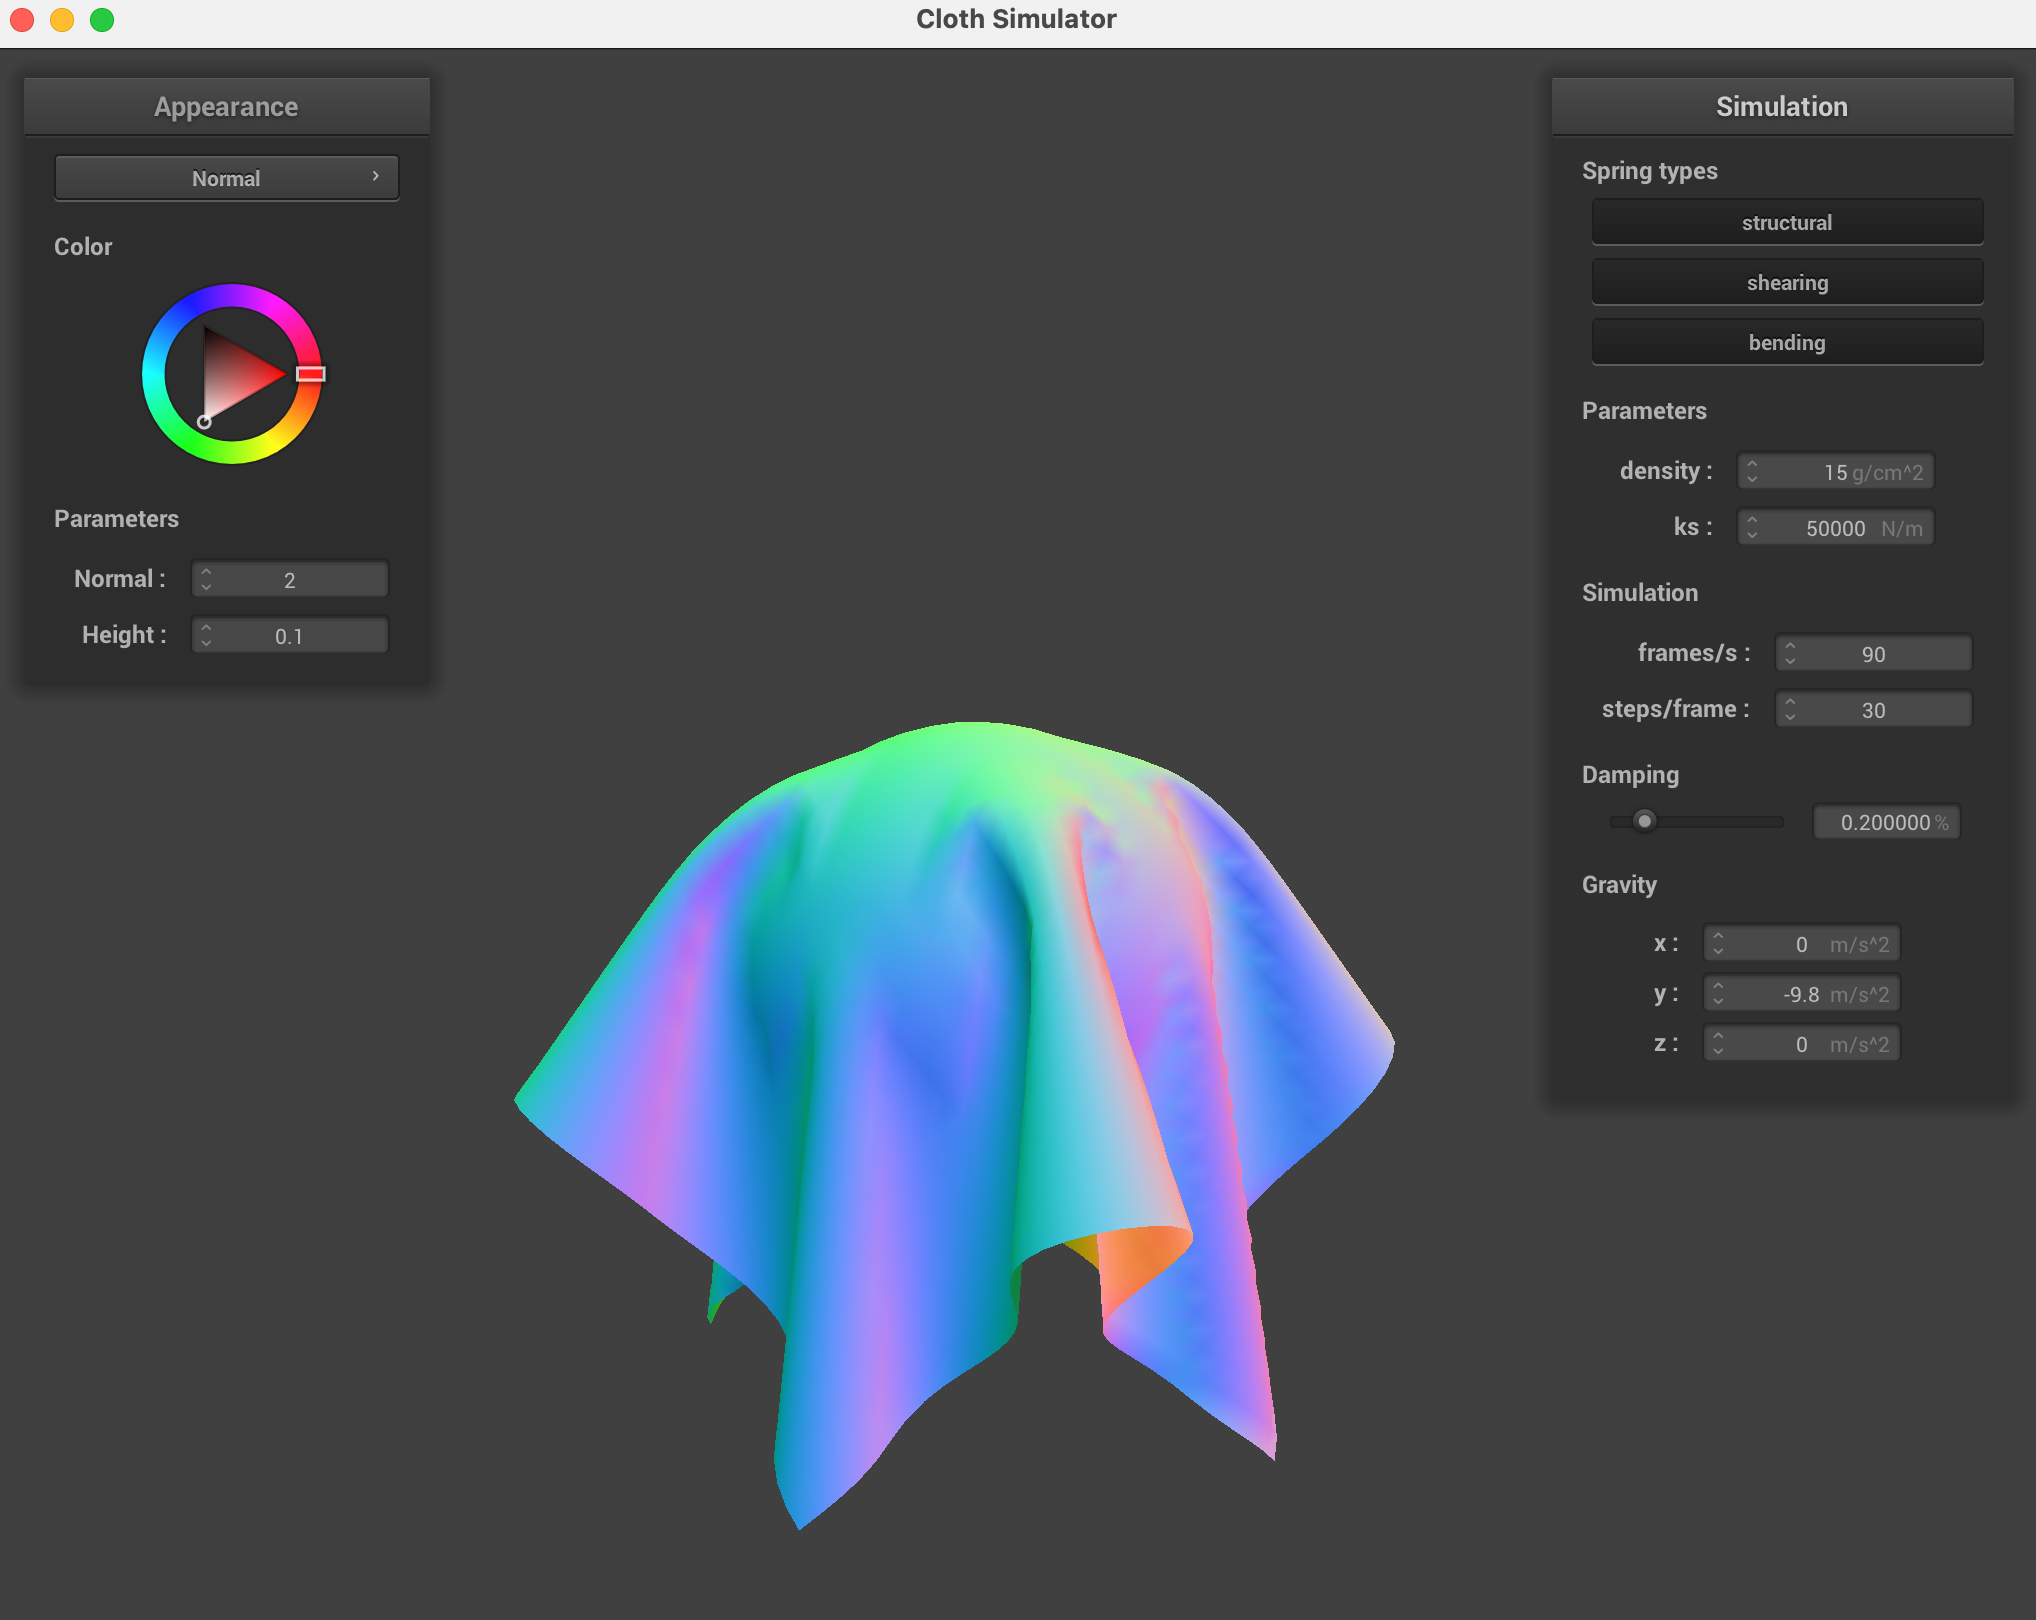 Cloth Simulator
Appearance
Normal
Color
Parameters
Normal : 2
Height : 0.1
Simulation
Spring types
structural
shearing
bending
Parameters
density : 15 g/cm^2
ks : 50000 N/m
Simulation
frames/s : 90
steps/frame : 30
Damping
0.200000 %
Gravity
x : 0 m/s^2
y : -9.8 m/s^2
z : 0 m/s^2